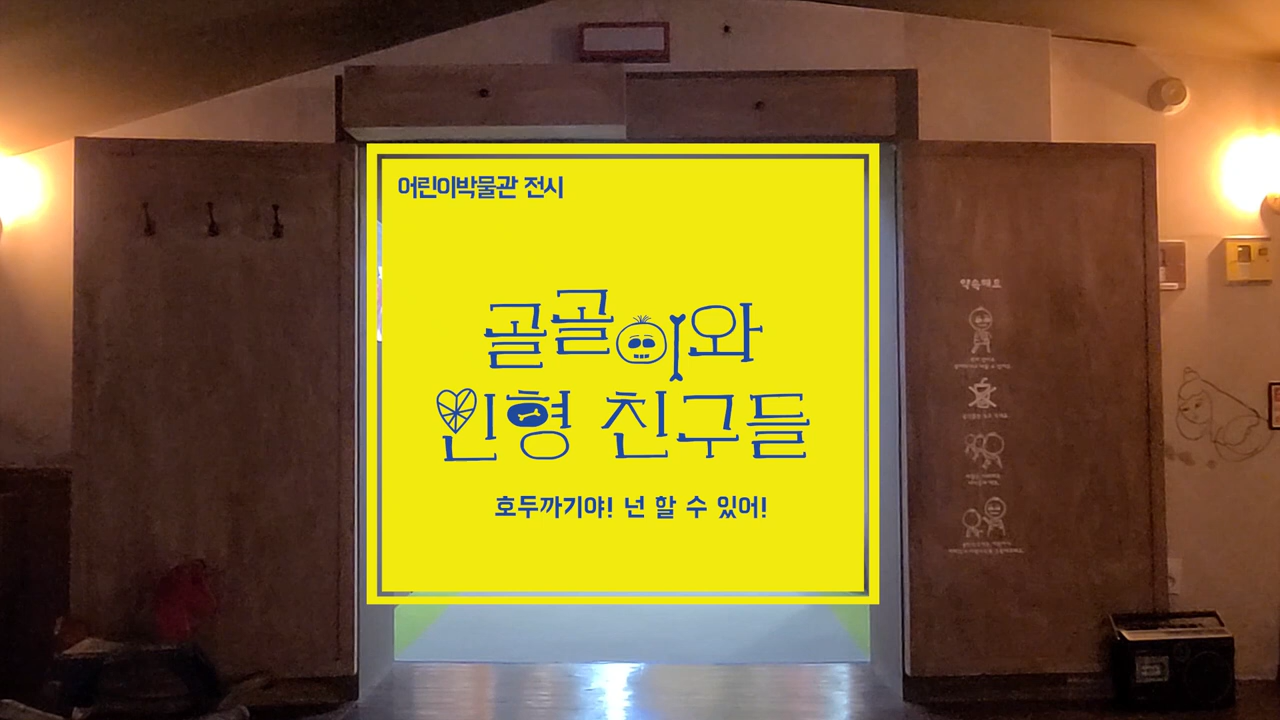 어린이박물관 전시
골골이와
인형 친구들
호두까기야! 넌 할 수 있어!
약속해요